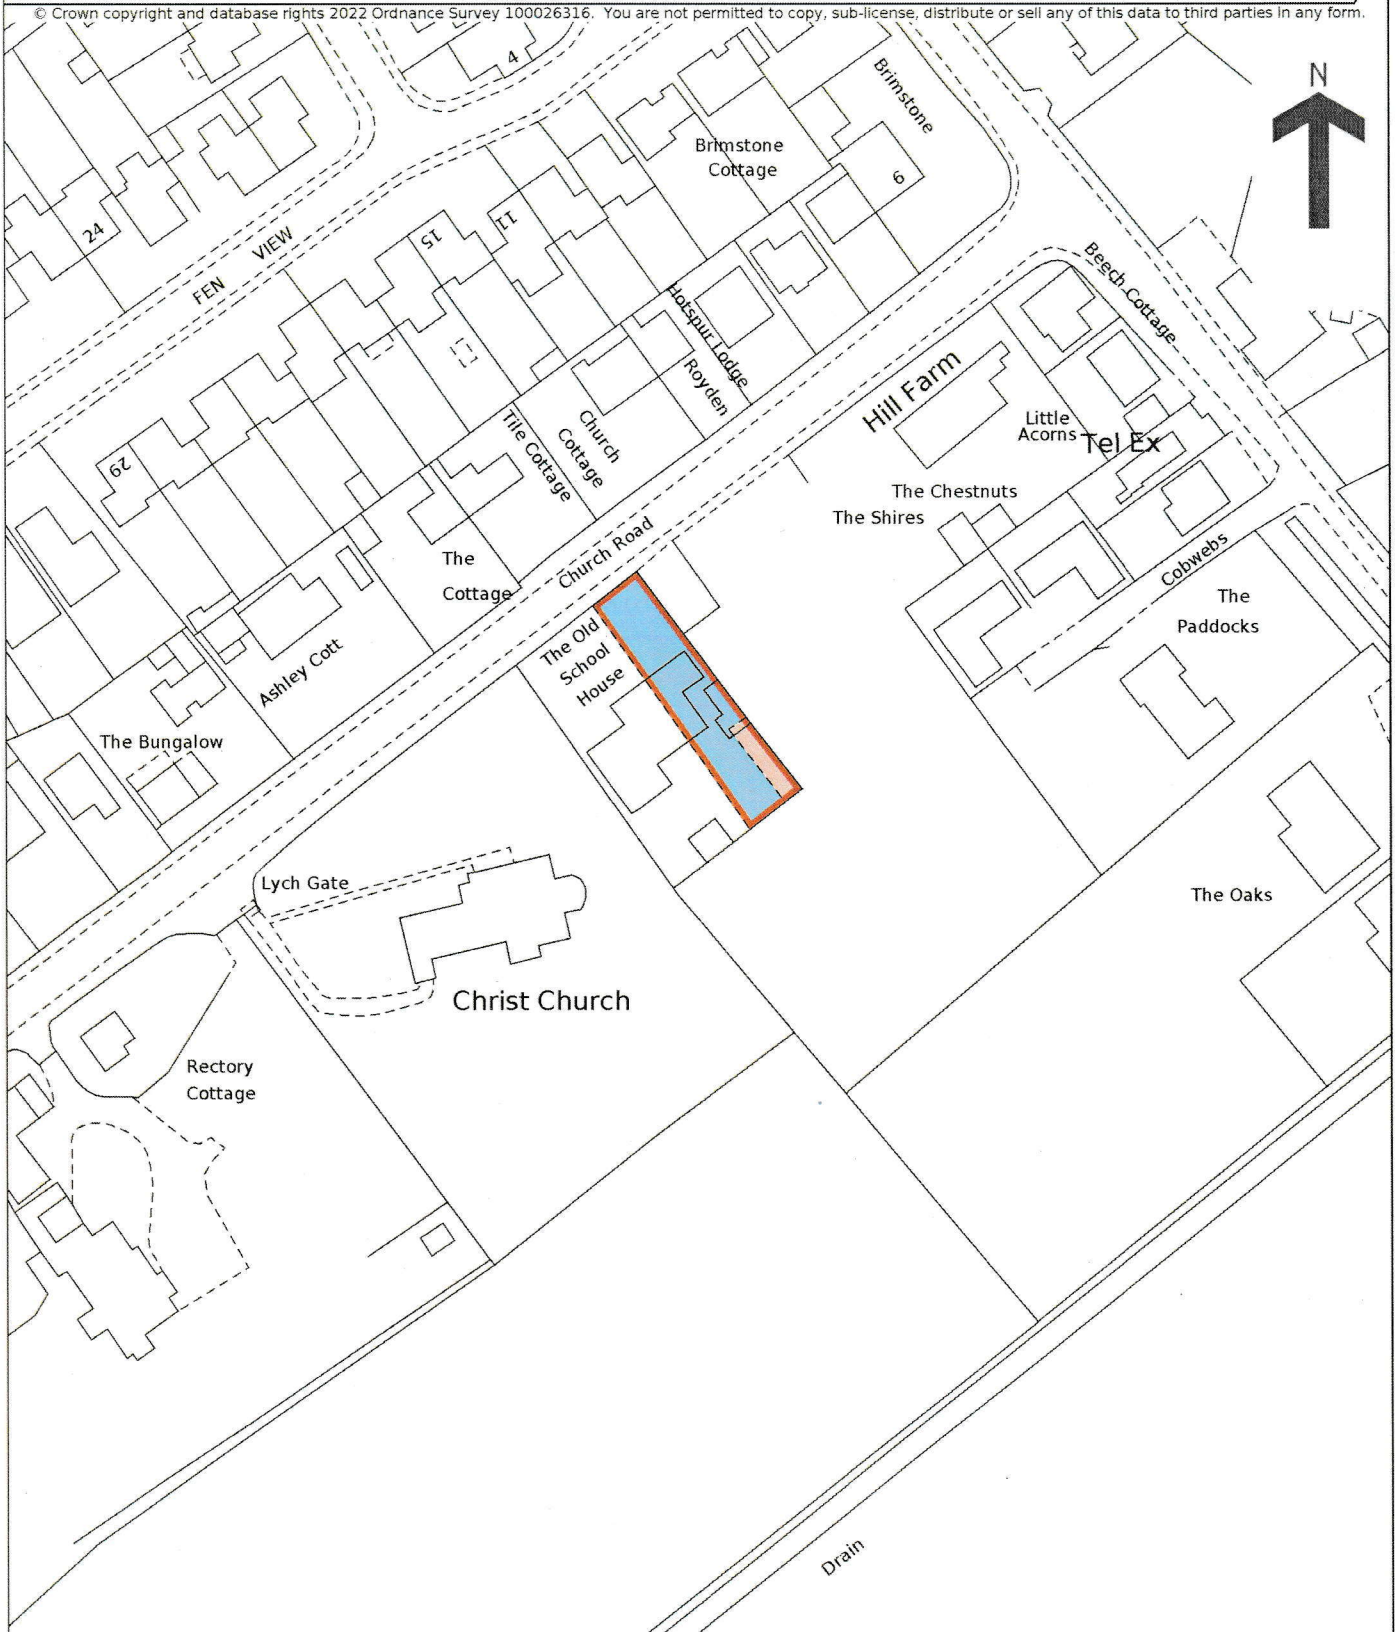 © Crown copyright and database rights 2022 Ordnance Survey 100026316. You are not permitted to copy, sub-license, distribute or sell any of this data to third parties in any form.
4
N
Brimstone
Brimstone
Cottage
6
24
FEN VIEW
15
11
Beech Cottage
Hotspur Lodge
Royden
Hill Farm
Little
Acorns
Tel Ex
29
Tile Cottage
Church
Cottage
The Chestnuts
The Shires
The
Cottage
Church Road
Cobwebs
The
Paddocks
The Old
School
House
Ashley Cott
The Bungalow
Lych Gate
The Oaks
Christ Church
Rectory
Cottage
Drain